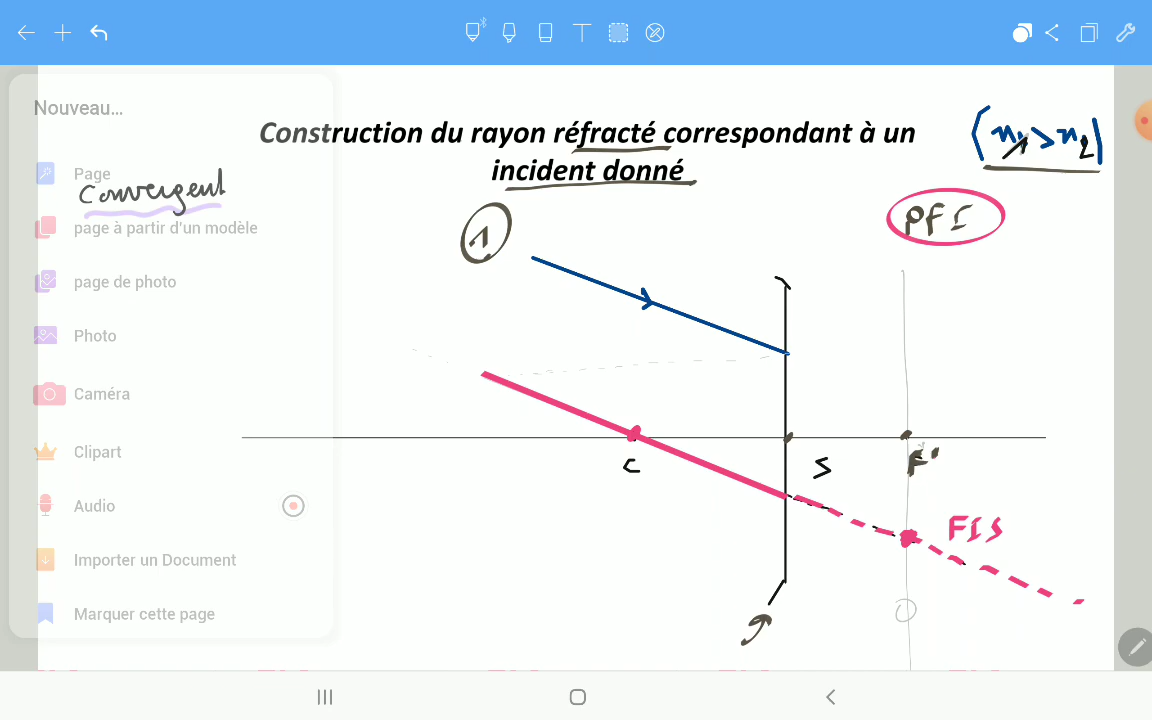 Nouveau...
Construction du rayon réfracté correspondant à un
incident donné
(n1>n2)
Page
Convergent
page à partir d'un modèle
page de photo
Photo
Caméra
Clipart
Audio
Importer un Document
Marquer cette page
1
PFI
C
S
F'
FIS